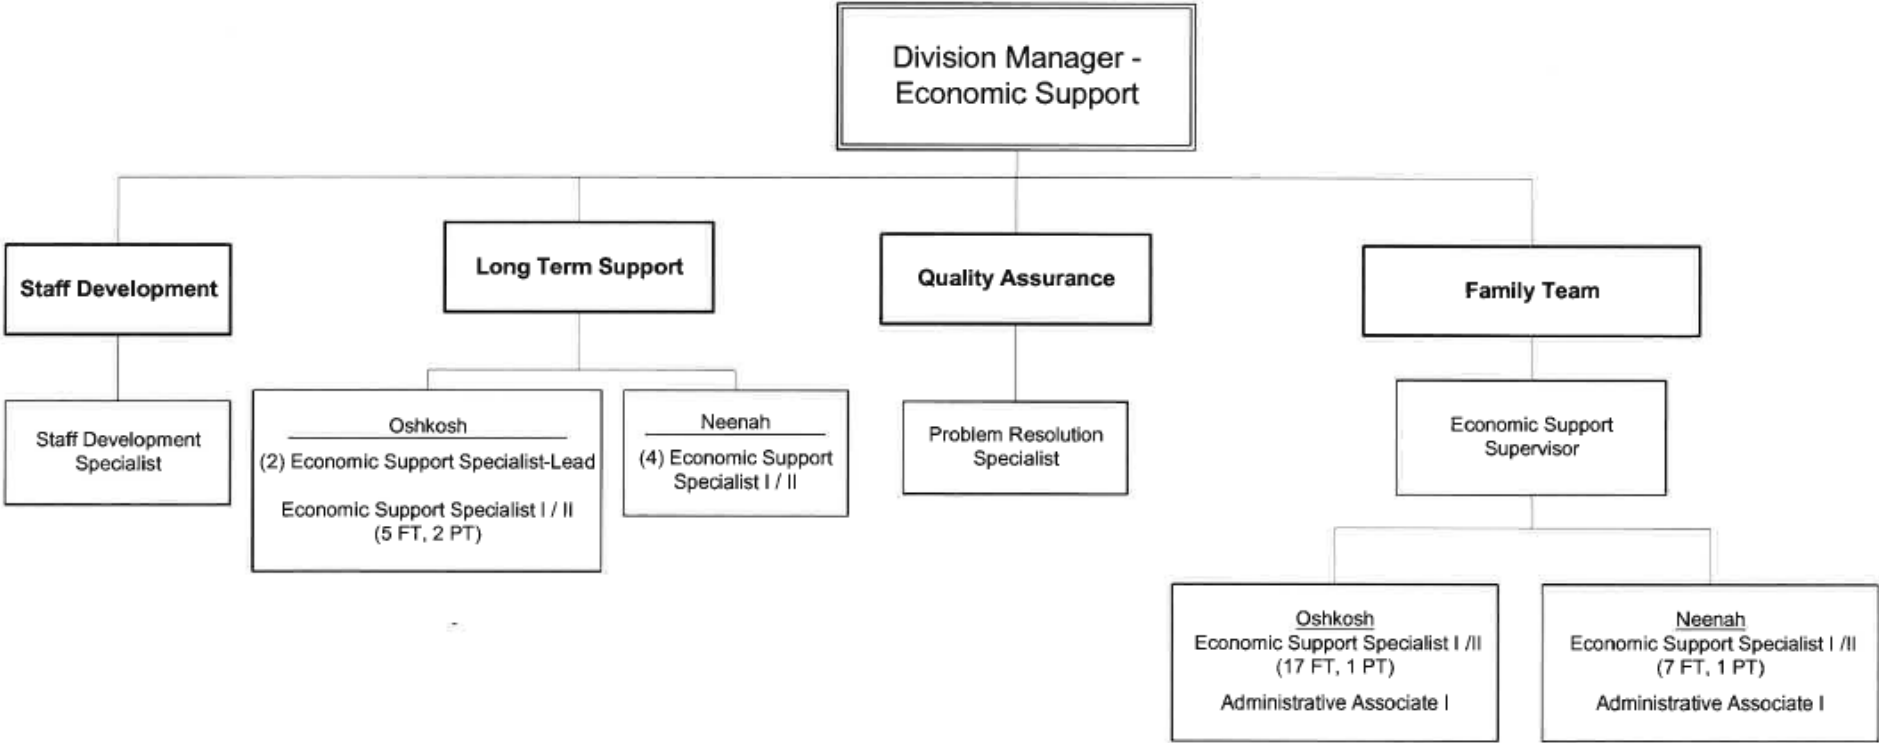 Division Manager -
Economic Support
Staff Development
Long Term Support
Quality Assurance
Family Team
Staff Development
Specialist
Oshkosh
(2) Economic Support Specialist-Lead
Economic Support Specialist I / II
(5 FT, 2 PT)
Neenah
(4) Economic Support
Specialist I / II
Problem Resolution
Specialist
Economic Support
Supervisor
Oshkosh
Economic Support Specialist I /II
(17 FT, 1 PT)
Administrative Associate I
Neenah
Economic Support Specialist I /II
(7 FT, 1 PT)
Administrative Associate I